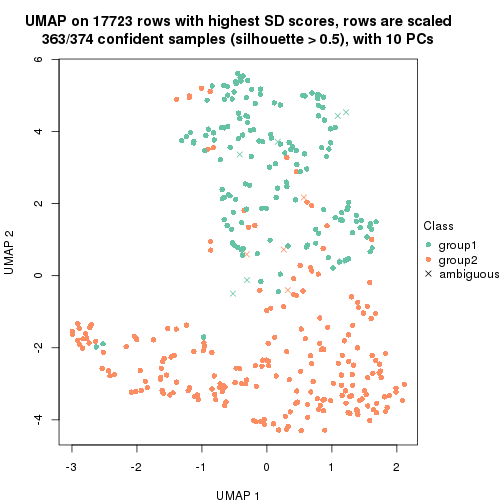 UMAP on 17723 rows with highest SD scores, rows are scaled
363/374 confident samples (silhouette > 0.5), with 10 PCs
6
4
2
0
-2
-4
UMAP 2
-3
-2
-1
0
1
2
UMAP 1
Class
group1
group2
ambiguous